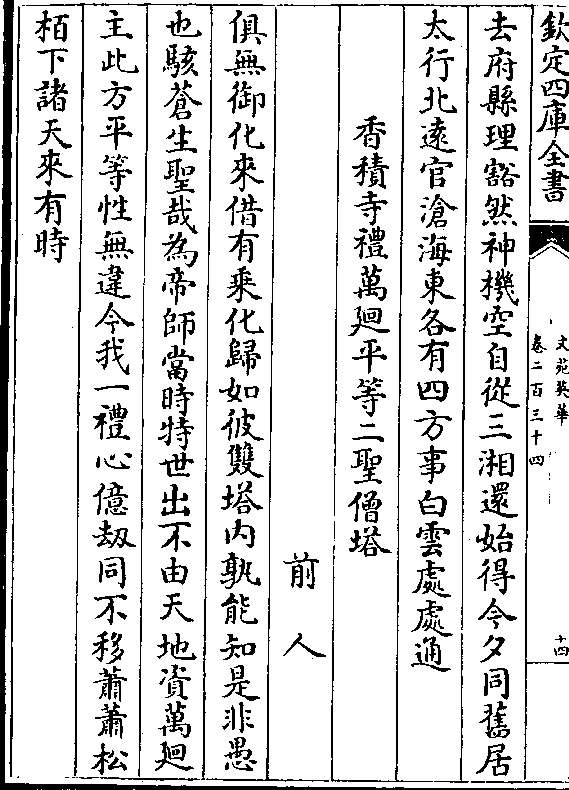 欽定四庫全書
文苑英華
卷二百三十四
十四
去府縣理豁然神機空自從三湘還始得今夕同舊居
太行北遠官滄海東各有四方事白雲處處通
香積寺禮萬廻平等二聖僧塔
前人
俱無御化來借有乗化歸如彼雙塔内孰能知是非愚
也駭蒼生聖哉為帝師當時特世出不由天地資萬廻
主此方平等性無違今我一禮心億劫同不移蕭蕭松
栢下諸天來有時